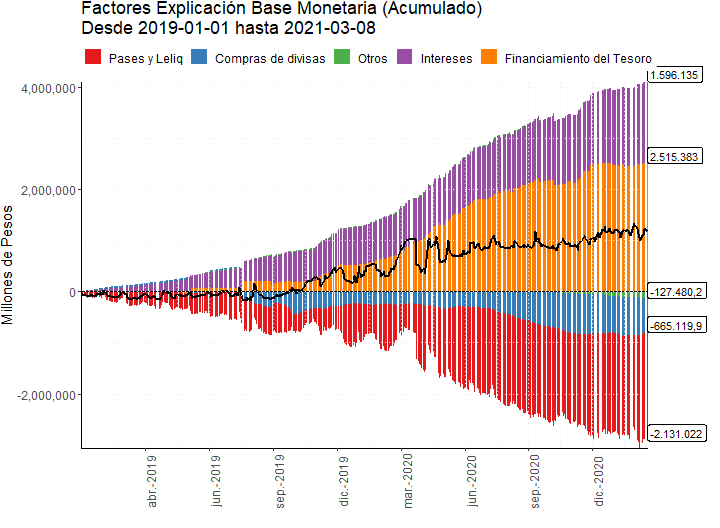 Factores Explicación Base Monetaria (Acumulado)
Desde 2019-01-01 hasta 2021-03-08
Pases y Leliq Compras de divisas Otros Intereses Financiamiento del Tesoro
Millones de Pesos
4,000,000
2,000,000
0
-2,000,000
1.596.135
2.515.383
-127.480,2
-665.119,9
-2.131.022
abr.-2019
jun.-2019
sep.-2019
dic.-2019
mar.-2020
jun.-2020
sep.-2020
dic.-2020